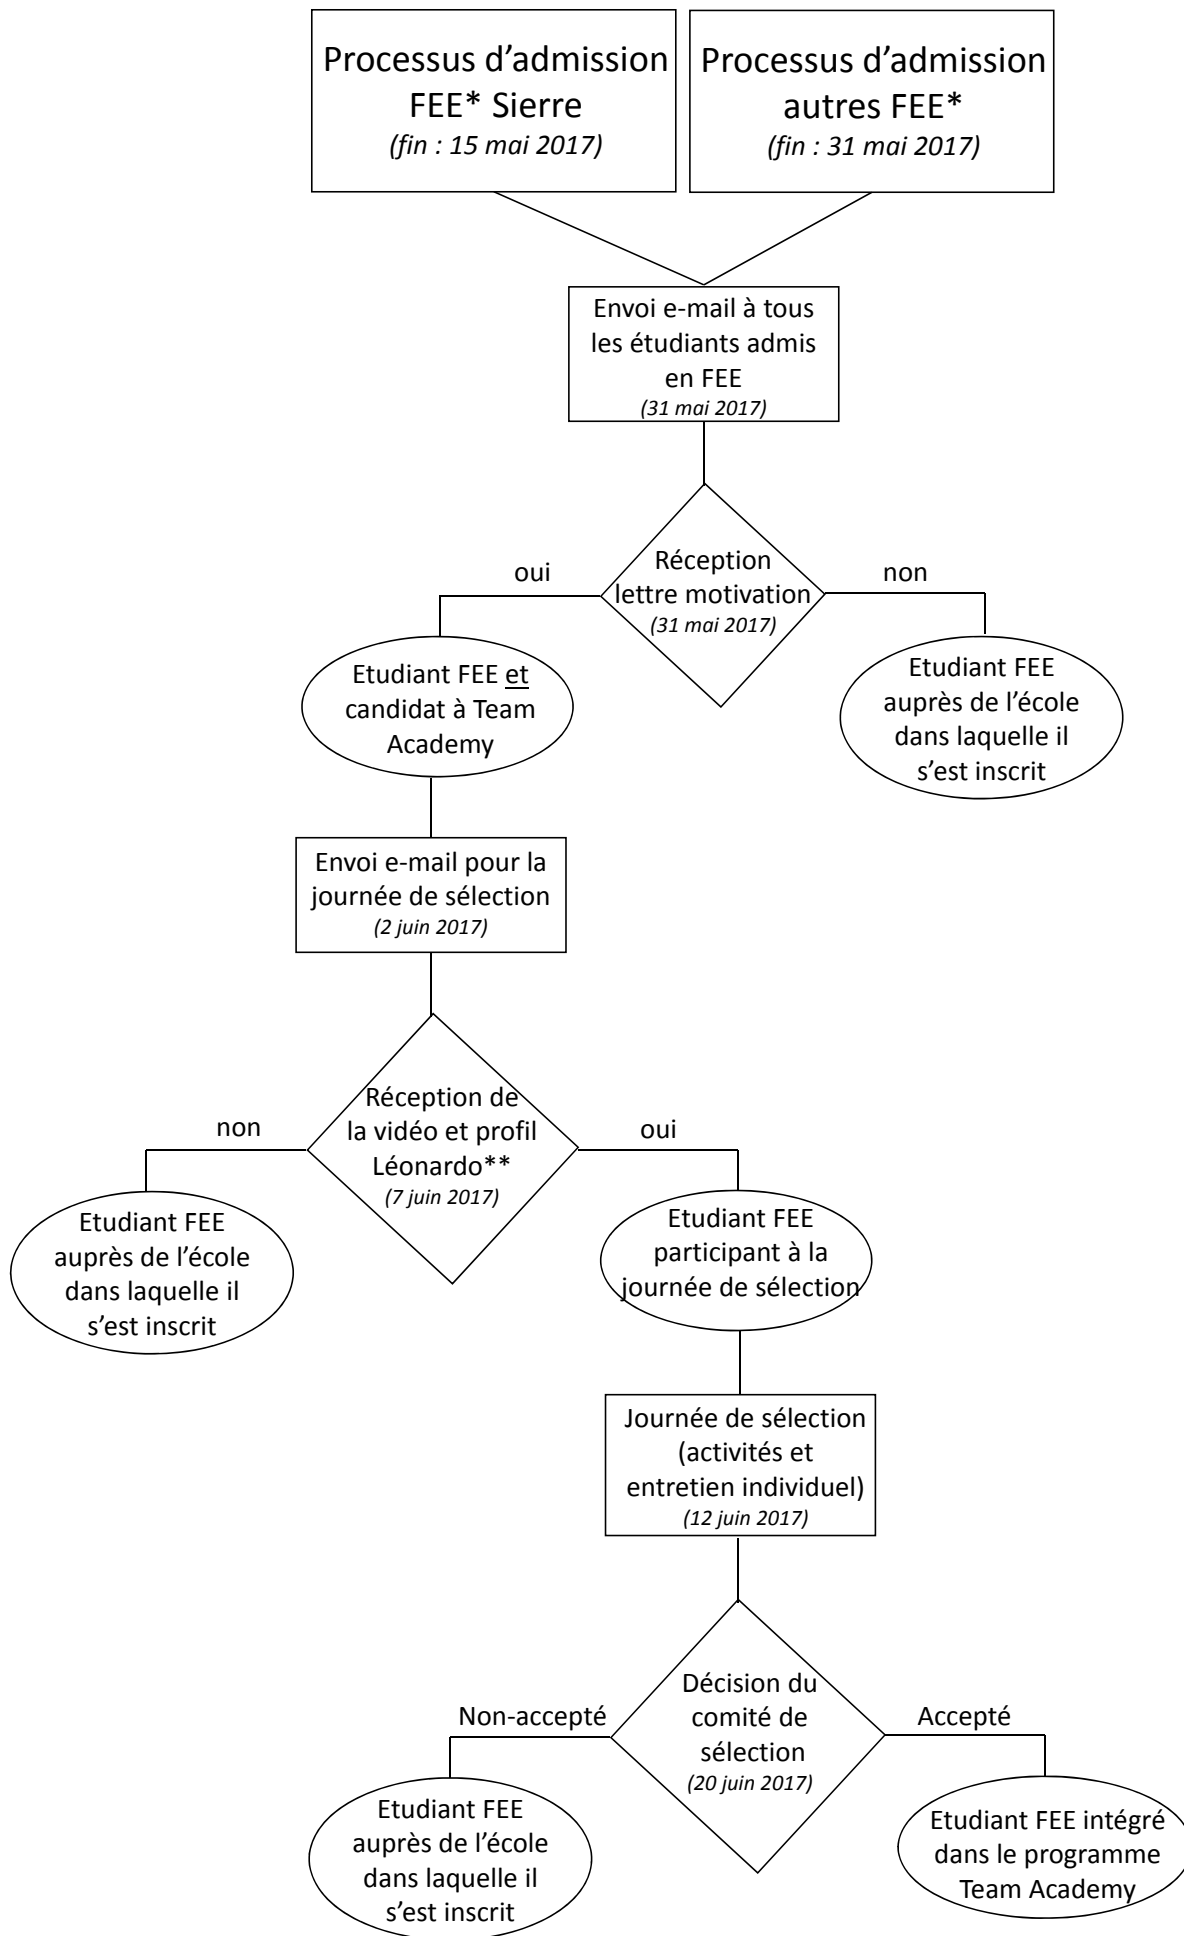 Processus d'admission
FEE* Sierre
(fin : 15 mai 2017)
Processus d'admission
autres FEE*
(fin : 31 mai 2017)
Envoi e-mail à tous
les étudiants admis
en FEE
(31 mai 2017)
Réception
lettre motivation
(31 mai 2017)
oui
non
Etudiant FEE et
candidat à Team
Academy
Etudiant FEE
auprès de l'école
dans laquelle il
s'est inscrit
Envoi e-mail pour la
journée de sélection
(2 juin 2017)
Réception de
la vidéo et profil
Léonardo**
(7 juin 2017)
non
oui
Etudiant FEE
auprès de l'école
dans laquelle il
s'est inscrit
Etudiant FEE
participant à la
journée de sélection
Journée de sélection
(activités et
entretien individuel)
(12 juin 2017)
Décision du
comité de
sélection
(20 juin 2017)
Non-accepté
Accepté
Etudiant FEE
auprès de l'école
dans laquelle il
s'est inscrit
Etudiant FEE intégré
dans le programme
Team Academy